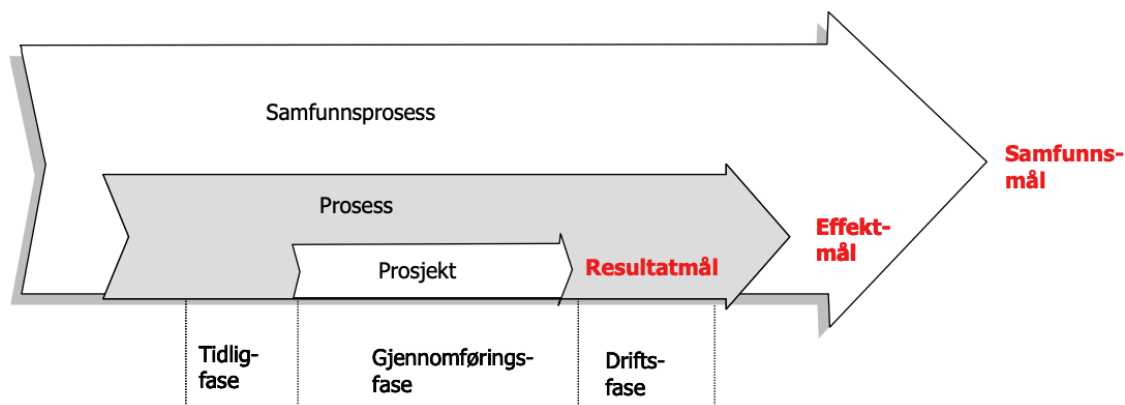 Samfunnsprosess
Samfunns-
mål
Prosess
Effekt-
mål
Prosjekt
Resultatmål
Tidlig-
fase
Gjennomførings-
fase
Drifts-
fase